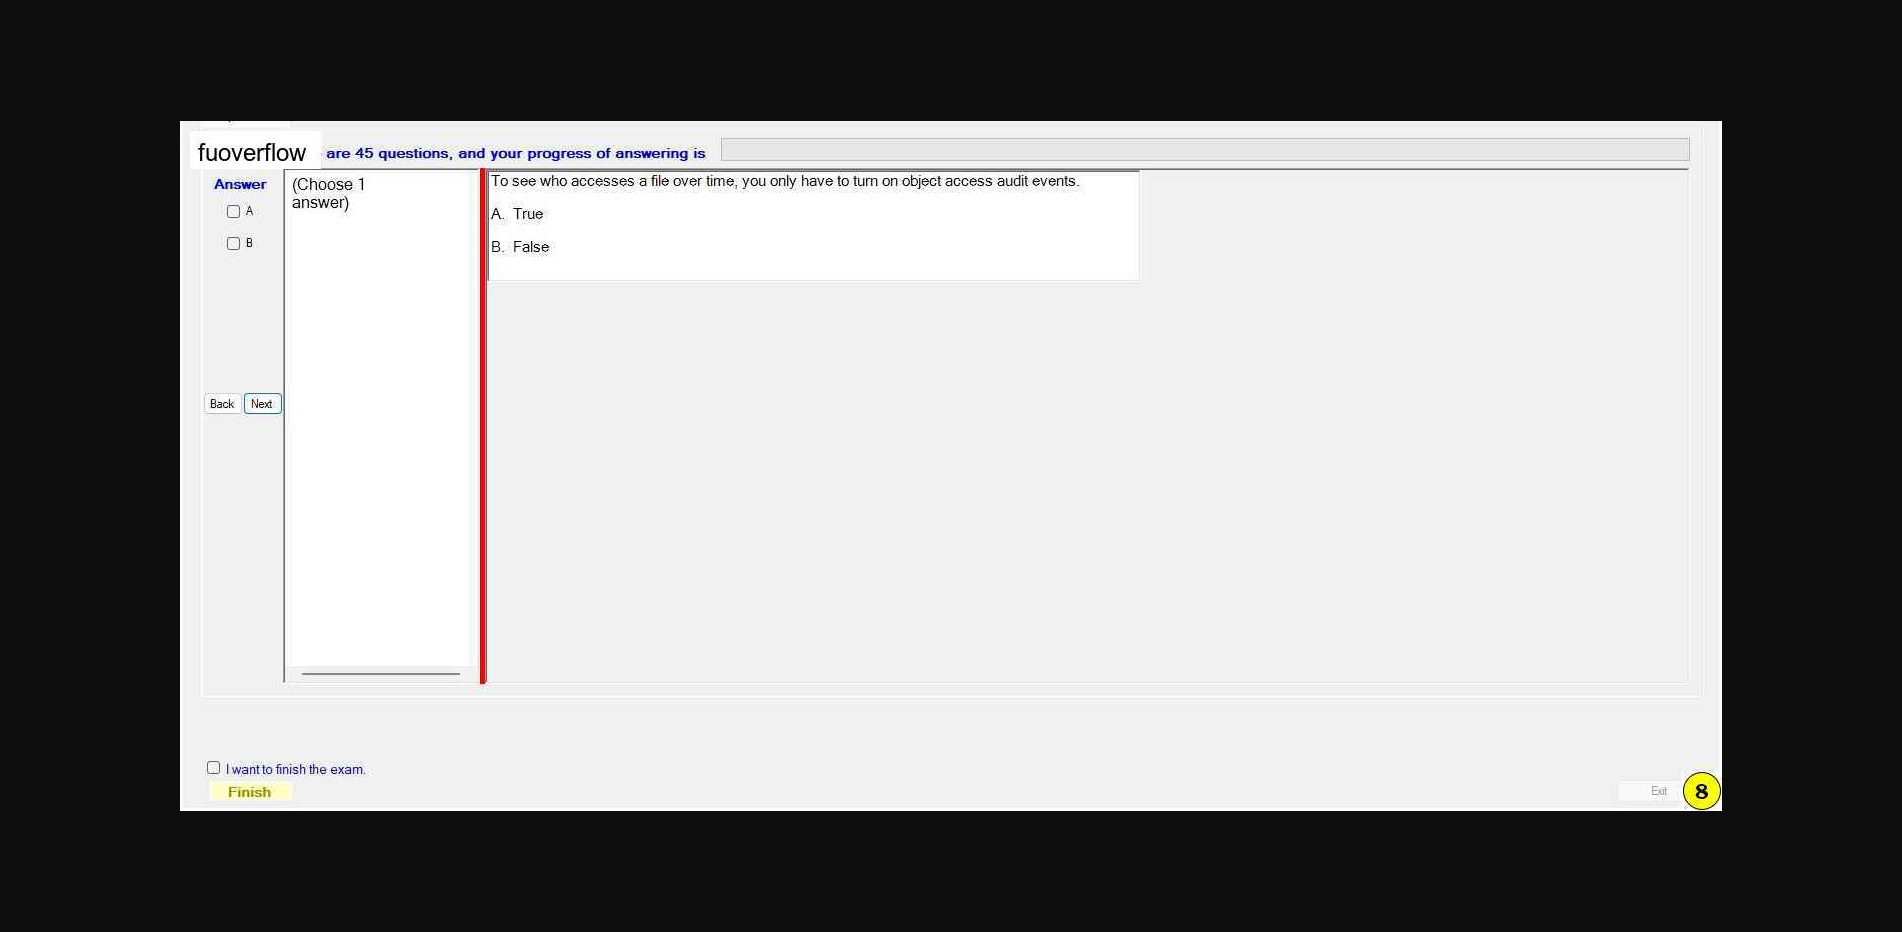 fuoverflow are 45 questions, and your progress of answering is
Answer
A
B
Back Next
(Choose 1
answer)
To see who accesses a file over time, you only have to turn on object access audit events.
A. True
B. False
I want to finish the exam.
Finish
Exit
8